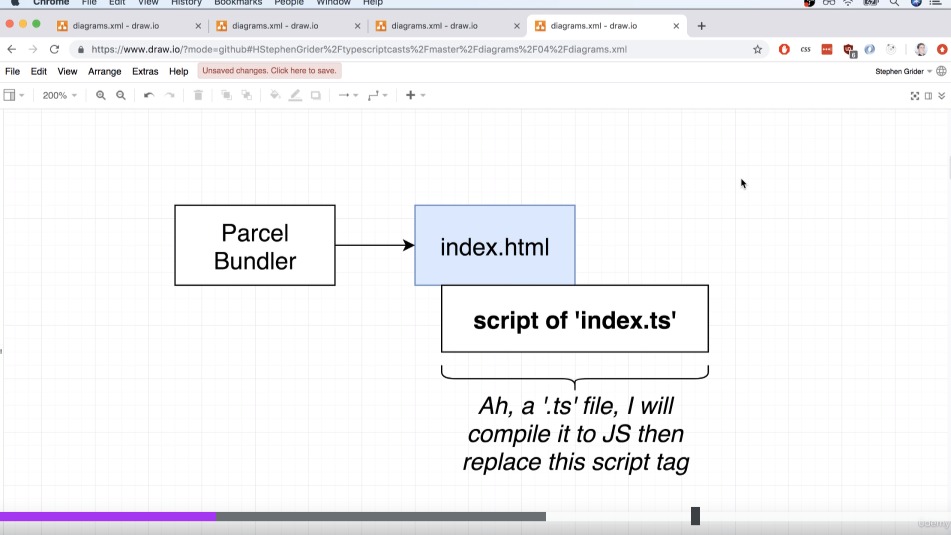 Chrome File Edit View History Bookmarks People Window Help
diagrams.xml - draw.io
diagrams.xml - draw.io
diagrams.xml - draw.io
diagrams.xml - draw.io
https://www.draw.io/?mode=github#HStephenGrider%2Ftypescriptcasts%2Fmaster%2Fdiagrams%2F04%2Fdiagrams.xml
CSS
File Edit View Arrange Extras Help Unsaved changes. Click here to save. Stephen Grider
200%
Parcel
Bundler
index.html
script of 'index.ts'
Ah, a '.ts' file, I will
compile it to JS then
replace this script tag
udemy